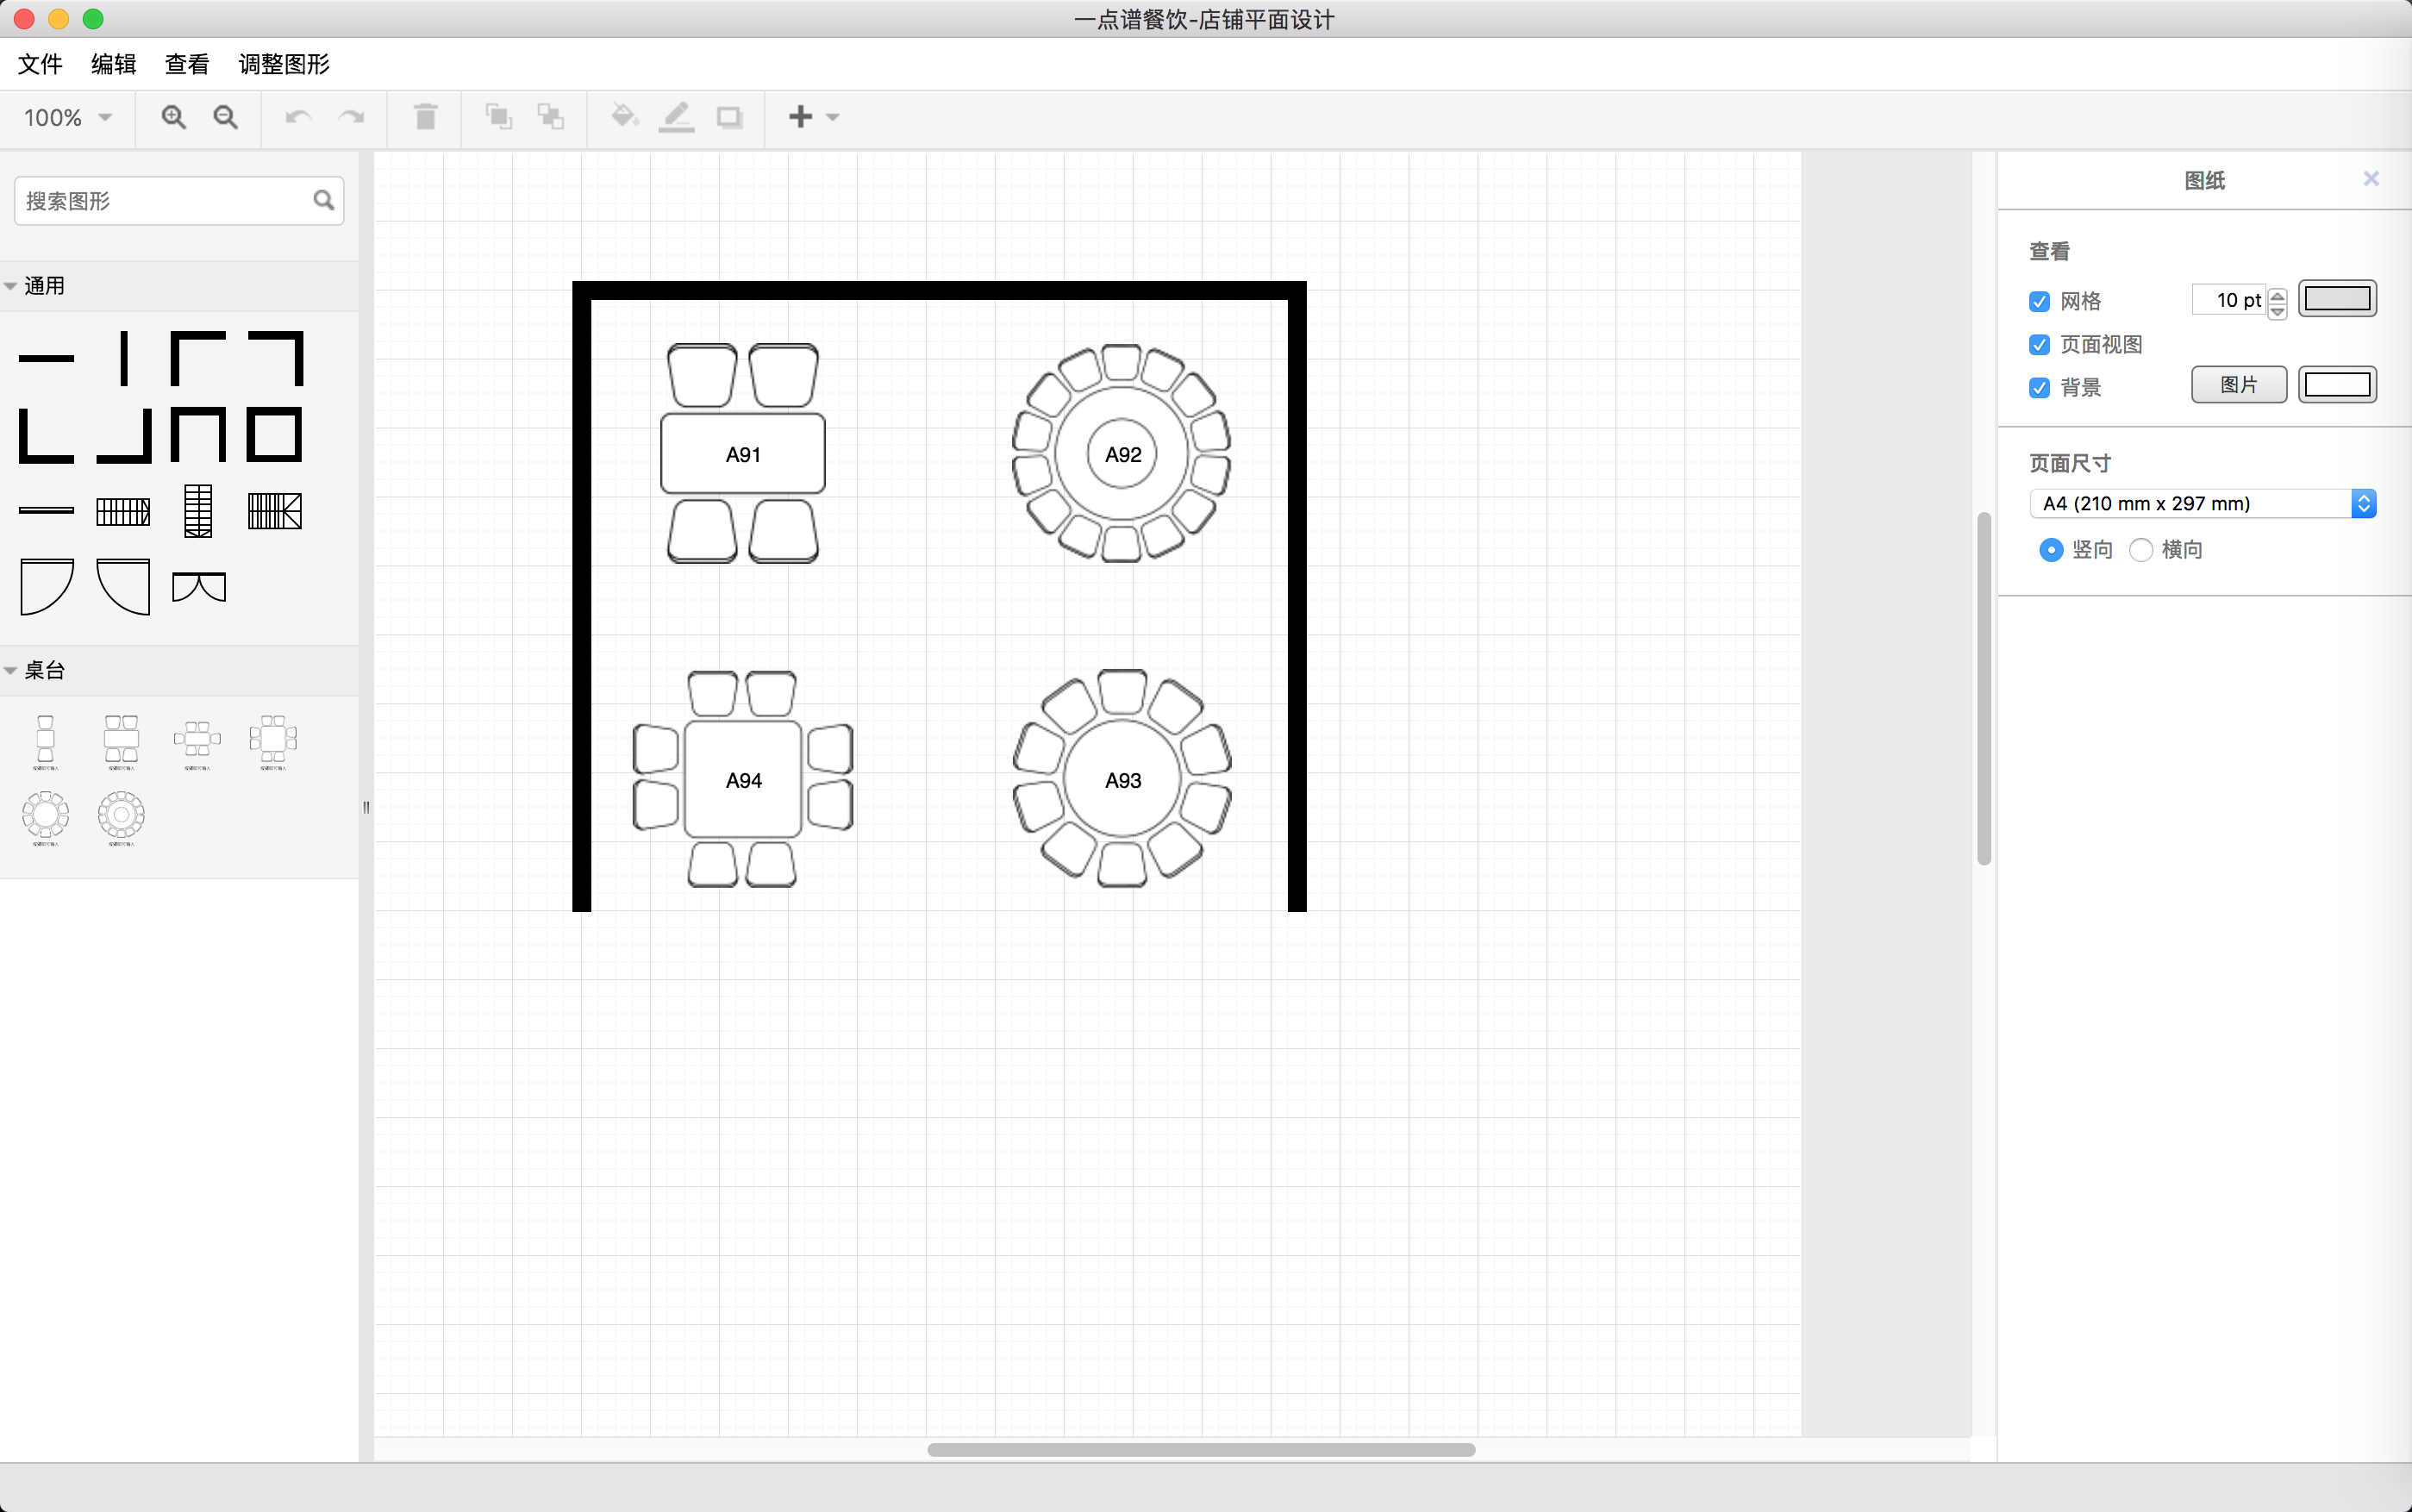 一点谱餐饮-店铺平面设计
文件 编辑 查看 调整图形
100%
搜索图形
通用
桌台
A91
A92
A94
A93
图纸
查看
网格 10 pt
页面视图
背景 图片
页面尺寸
A4 (210 mm x 297 mm)
竖向 横向